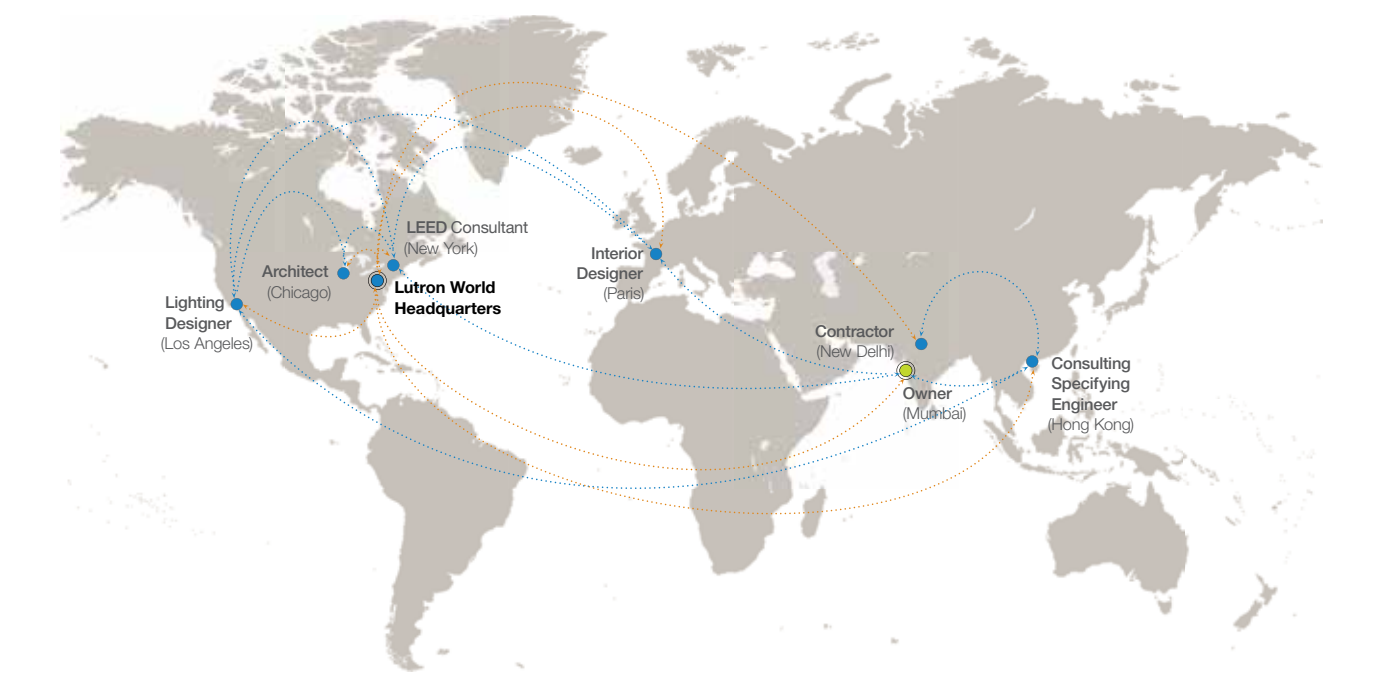 LEED Consultant
(New York)
Architect
(Chicago)
Lutron World
Headquarters
Lighting
Designer
(Los Angeles)
Interior
Designer
(Paris)
Contractor
(New Delhi)
Owner
(Mumbai)
Consulting
Specifying
Engineer
(Hong Kong)